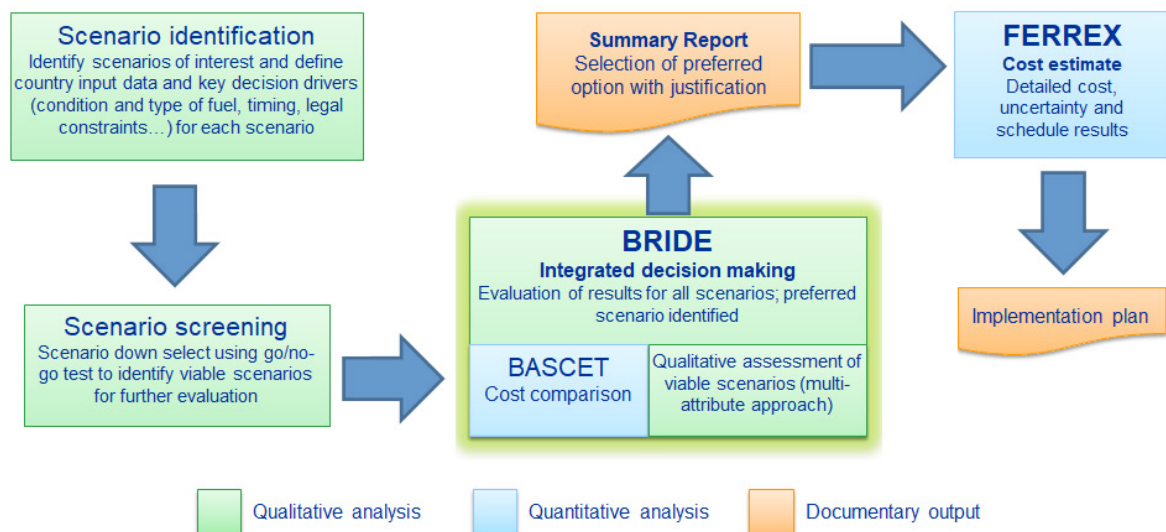 Scenario identification
Identify scenarios of interest and define
country input data and key decision drivers
(condition and type of fuel, timing, legal
constraints...) for each scenario
Scenario screening
Scenario down select using go/no-
go test to identify viable scenarios
for further evaluation
BRIDE
Integrated decision making
Evaluation of results for all scenarios; preferred
scenario identified
BASCET
Cost comparison
Qualitative assessment of
viable scenarios (multi-
attribute approach)
Summary Report
Selection of preferred
option with justification
FERREX
Cost estimate
Detailed cost,
uncertainty and
schedule results
Implementation plan
Qualitative analysis
Quantitative analysis
Documentary output